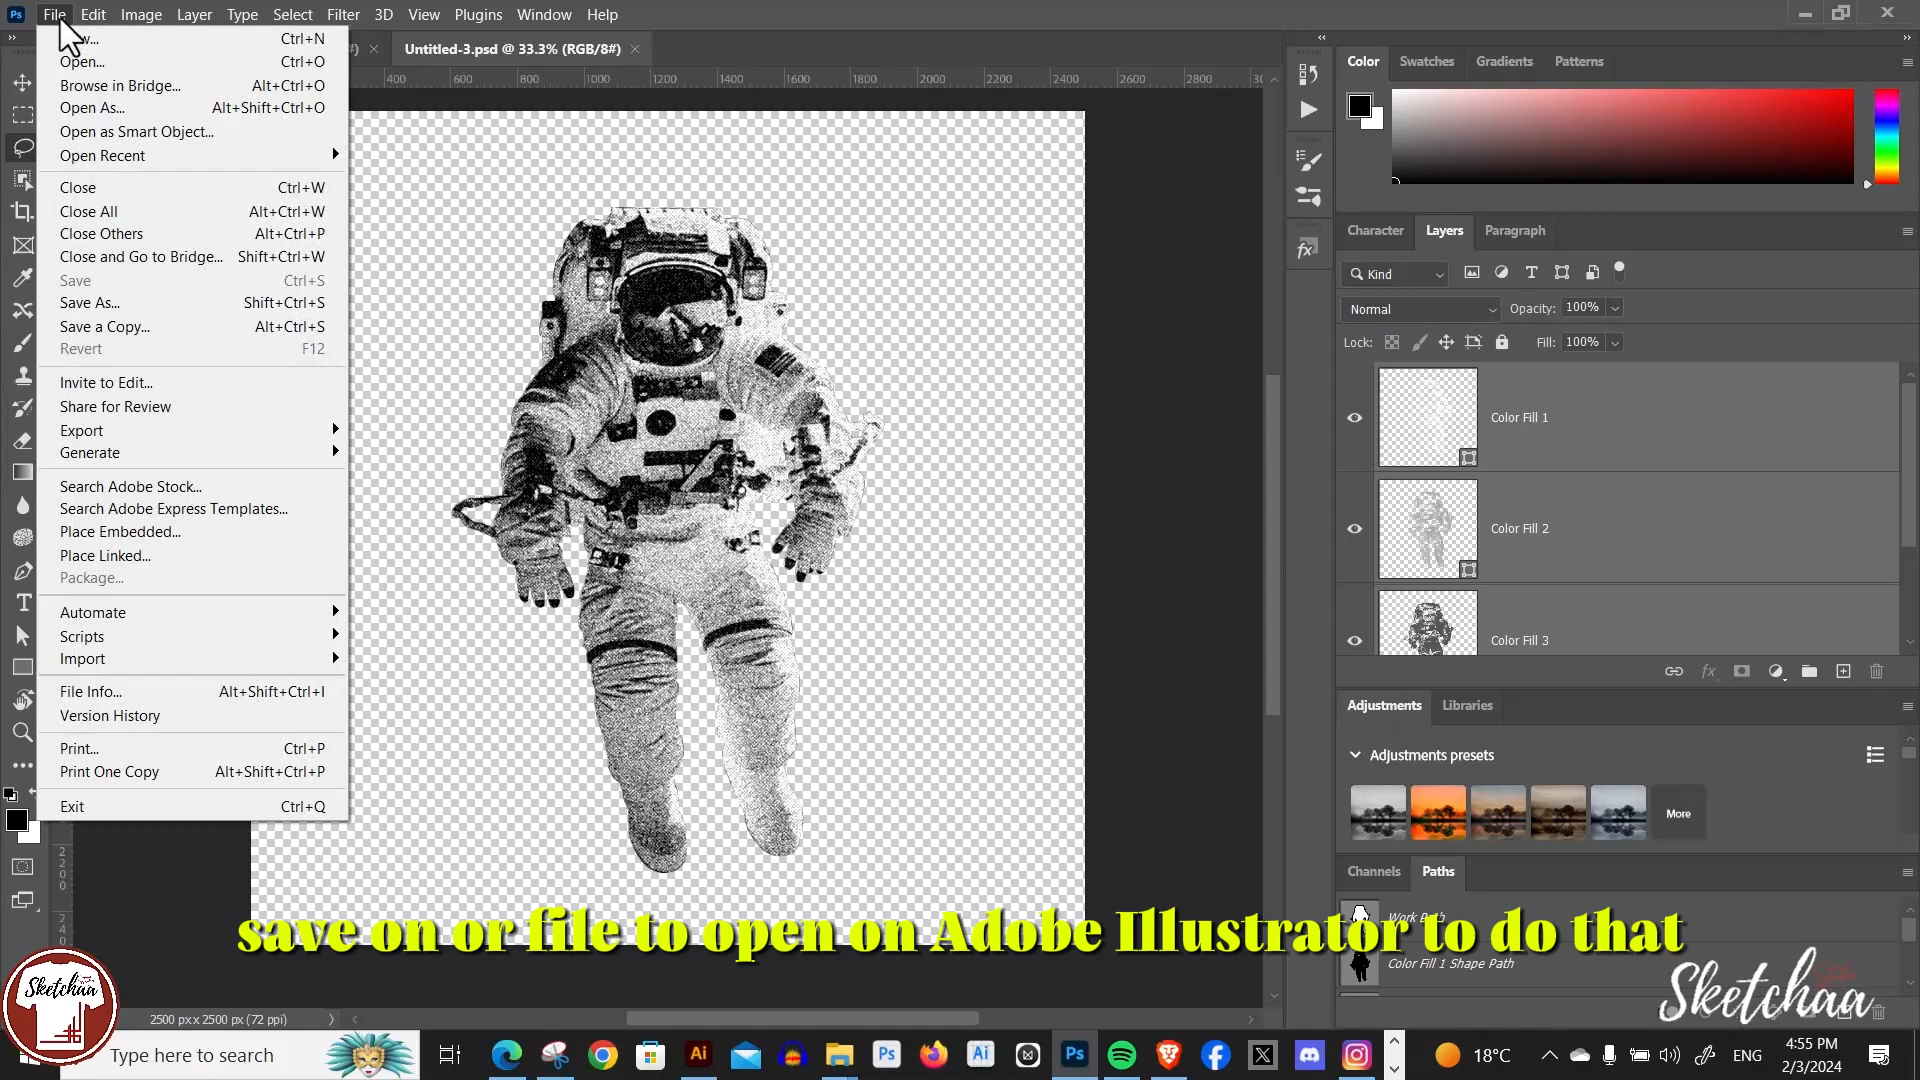 Ps File Edit Image Layer Type Select Filter 3D View Plugins Window Help
Untitled-3.psd @ 33.3% (RGB/8#)
400 600 800 1000 1200 1400 1600 1800 2000 2200 2400 2600 2800
Ctrl+N
Open... Ctrl+O
Browse in Bridge... Alt+Ctrl+O
Open As... Alt+Shift+Ctrl+O
Open as Smart Object...
Open Recent
Close Ctrl+W
Close All Alt+Ctrl+W
Close Others Alt+Ctrl+P
Close and Go to Bridge... Shift+Ctrl+W
Save Ctrl+S
Save As... Shift+Ctrl+S
Save a Copy... Alt+Ctrl+S
Revert F12
Invite to Edit...
Share for Review
Export
Generate
Search Adobe Stock...
Search Adobe Express Templates...
Place Embedded...
Place Linked...
Package...
Automate
Scripts
Import
File Info... Alt+Shift+Ctrl+I
Version History
Print... Ctrl+P
Print One Copy Alt+Shift+Ctrl+P
Exit Ctrl+Q
Color Swatches Gradients Patterns
Character Layers Paragraph
Kind
Normal Opacity: 100%
Lock: Fill: 100%
Color Fill 1
Color Fill 2
Color Fill 3
fx
Adjustments Libraries
Adjustments presets
More
Channels Paths
Work Path
Color Fill 1 Shape Path
save on or file to open on Adobe Illustrator to do that
Sketchaa
Sketchaa
2500 px x 2500 px (72 ppi)
Type here to search
18°C
ENG
4:55 PM
2/3/2024